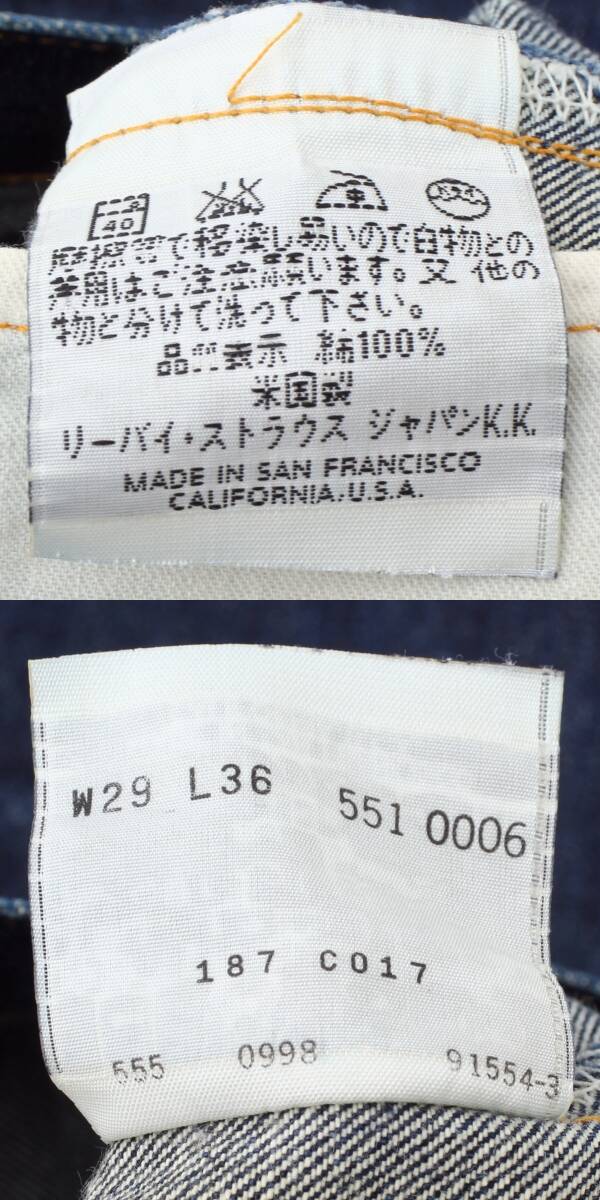 40
摩擦等で移染し易いので白物との
着用はご注意願います。又 他の
物と分けて洗って下さい。
品質表示 綿100%
米国製
リーバイ・ストラウス ジャパンK.K.
MADE IN SAN FRANCISCO
CALIFORNIA.U.S.A.
W29 L36 551 0006
187 C017
555 0998 91554-3